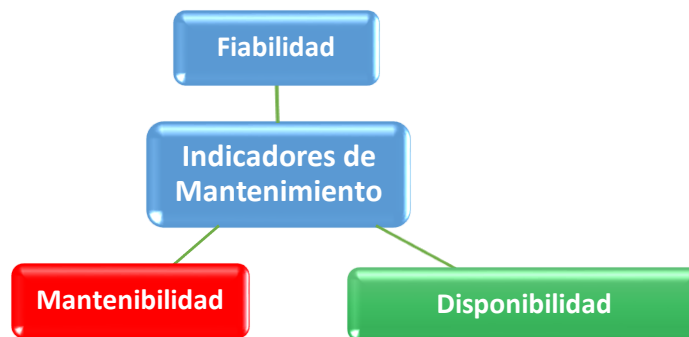 Fiabilidad
Indicadores de
Mantenimiento
Mantenibilidad
Disponibilidad